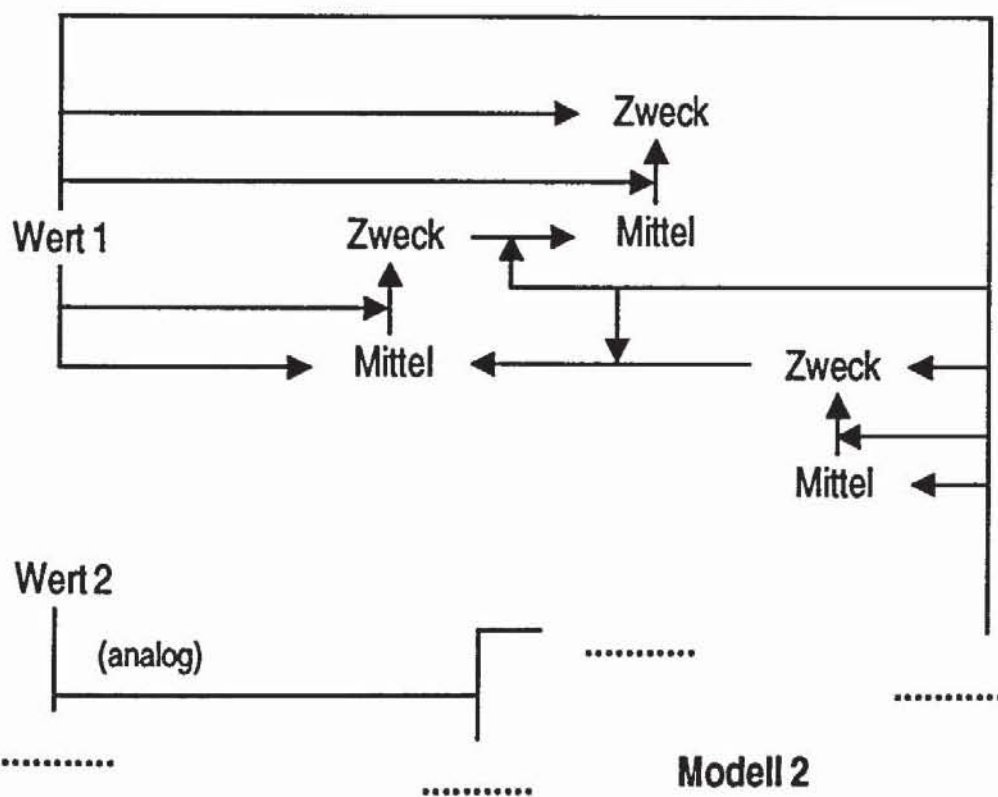 Zweck
Wert 1 Zweck Mittel
Mittel Zweck
Mittel
Wert 2
(analog)
Modell 2